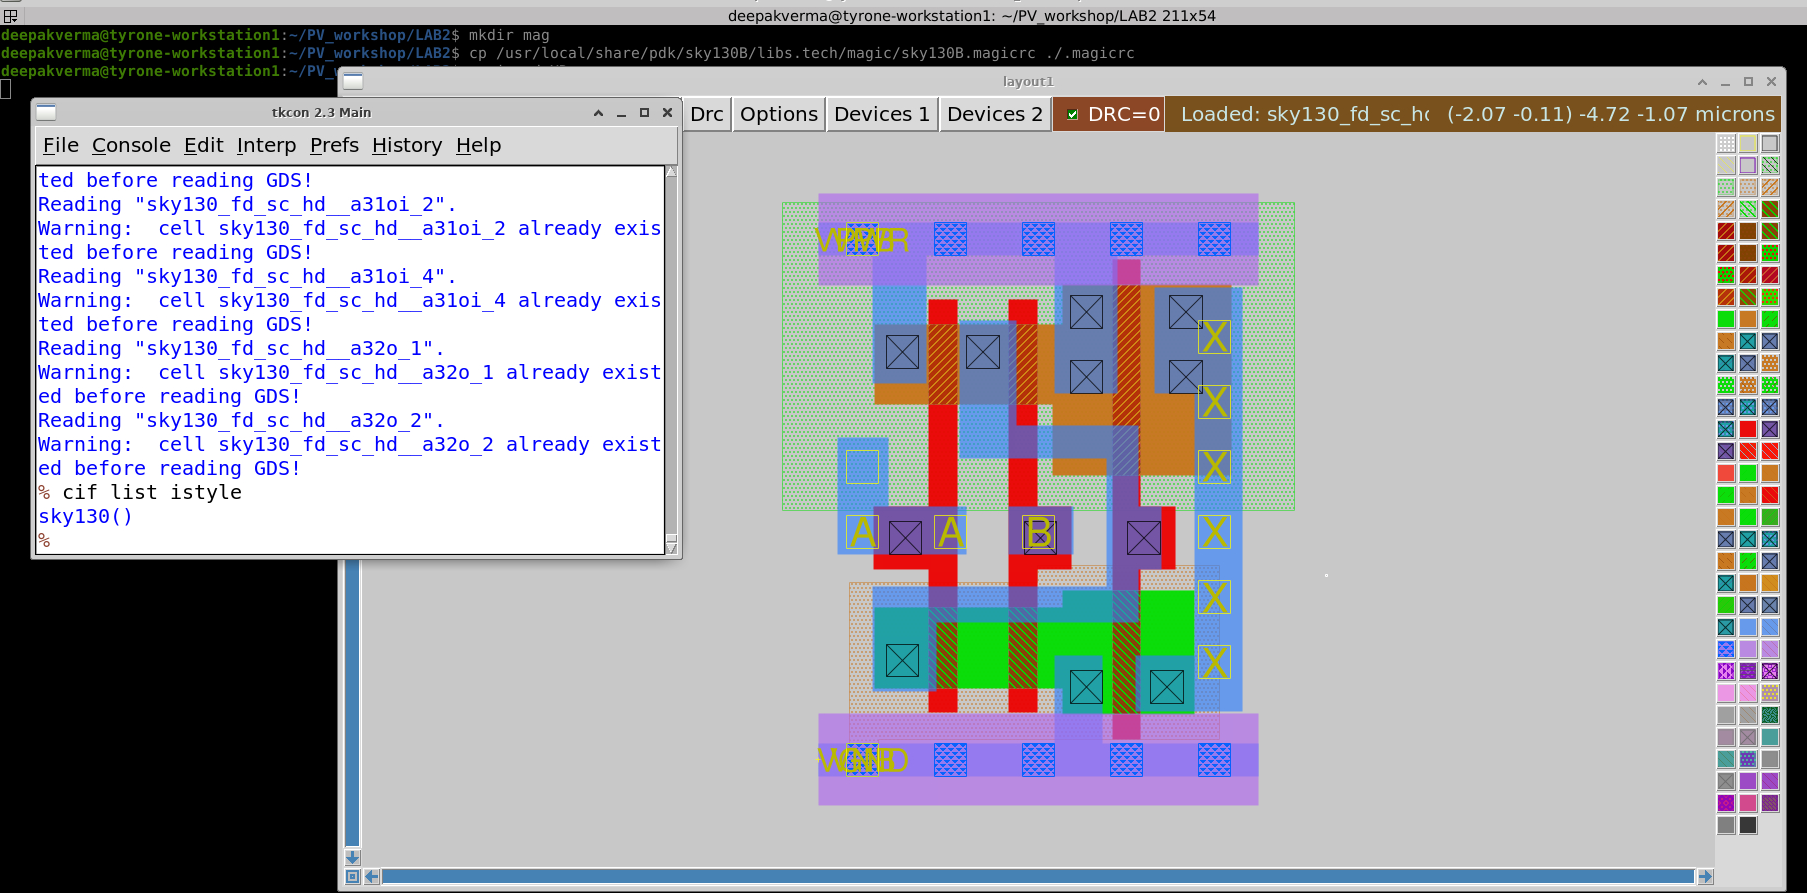 deepakverma@tyrone-workstation1: ~/PV_workshop/LAB2 211x54
deepakverma@tyrone-workstation1:~/PV_workshop/LAB2$ mkdir mag
deepakverma@tyrone-workstation1:~/PV_workshop/LAB2$ cp /usr/local/share/pdk/sky130B/libs.tech/magic/sky130B.magicrc ./.magicrc
deepakverma@tyrone-workstation1:~/PV_workshop/LAB2$
layout1
Drc Options Devices 1 Devices 2 DRC=0 Loaded: sky130_fd_sc_hc (-2.07 -0.11) -4.72 -1.07 microns
tkcon 2.3 Main
File Console Edit Interp Prefs History Help
ted before reading GDS!
Reading "sky130_fd_sc_hd__a31oi_2".
Warning:  cell sky130_fd_sc_hd__a31oi_2 already exis
ted before reading GDS!
Reading "sky130_fd_sc_hd__a31oi_4".
Warning:  cell sky130_fd_sc_hd__a31oi_4 already exis
ted before reading GDS!
Reading "sky130_fd_sc_hd__a32o_1".
Warning:  cell sky130_fd_sc_hd__a32o_1 already exist
ed before reading GDS!
Reading "sky130_fd_sc_hd__a32o_2".
Warning:  cell sky130_fd_sc_hd__a32o_2 already exist
ed before reading GDS!
% cif list istyle
sky130()
%
X
X
X
A A B X
X
X